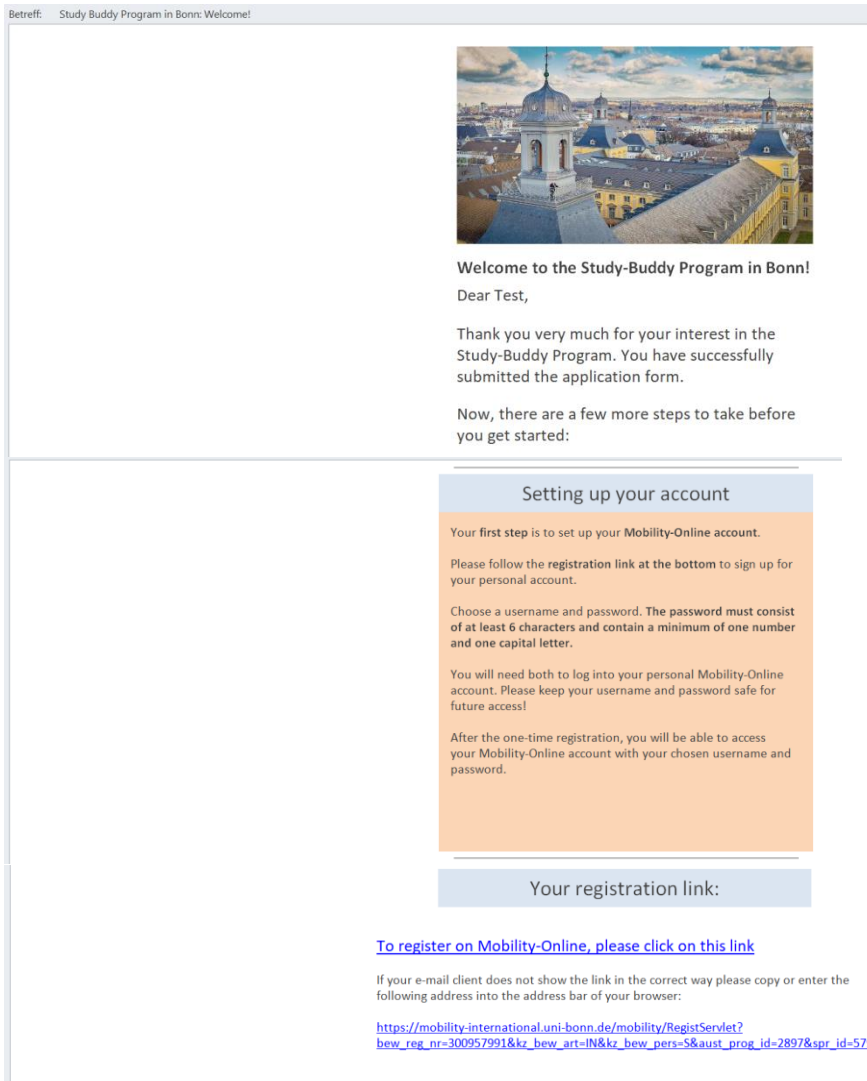 Betreff: Study Buddy Program in Bonn: Welcome!
Welcome to the Study-Buddy Program in Bonn!
Dear Test,
Thank you very much for your interest in the
Study-Buddy Program. You have successfully
submitted the application form.
Now, there are a few more steps to take before
you get started:
Setting up your account
Your first step is to set up your Mobility-Online account.
Please follow the registration link at the bottom to sign up for
your personal account.
Choose a username and password. The password must consist
of at least 6 characters and contain a minimum of one number
and one capital letter.
You will need both to log into your personal Mobility-Online
account. Please keep your username and password safe for
future access!
After the one-time registration, you will be able to access
your Mobility-Online account with your chosen username and
password.
Your registration link:
To register on Mobility-Online, please click on this link
If your e-mail client does not show the link in the correct way please copy or enter the
following address into the address bar of your browser:
https://mobility-international.uni-bonn.de/mobility/RegistServlet?
bew_reg_nr=300957991&kz_bew_art=IN&kz_bew_pers=S&aust_prog_id=2897&spr_id=57